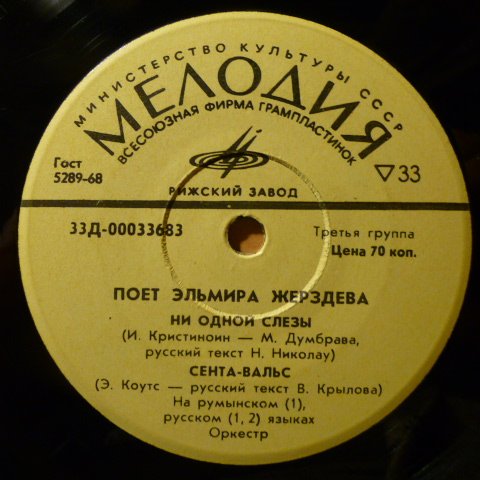 МИНИСТЕРСТВО КУЛЬТУРЫ СССР
МЕЛОДИЯ
ВСЕСОЮЗНАЯ ФИРМА ГРАМПЛАСТИНОК
Гост
5289-68
▽33
РИЖСКИЙ ЗАВОД
33Д-00033683
Третья группа
Цена 70 коп.
ПОЕТ ЭЛЬМИРА ЖЕРЗДЕВА
НИ ОДНОЙ СЛЕЗЫ
(И. Кристиноин — М. Думбрава,
русский текст Н. Николау)
СЕНТА-ВАЛЬС
(Э. Коутс — русский текст В. Крылова)
На румынском (1),
русском (1, 2) языках
Оркестр